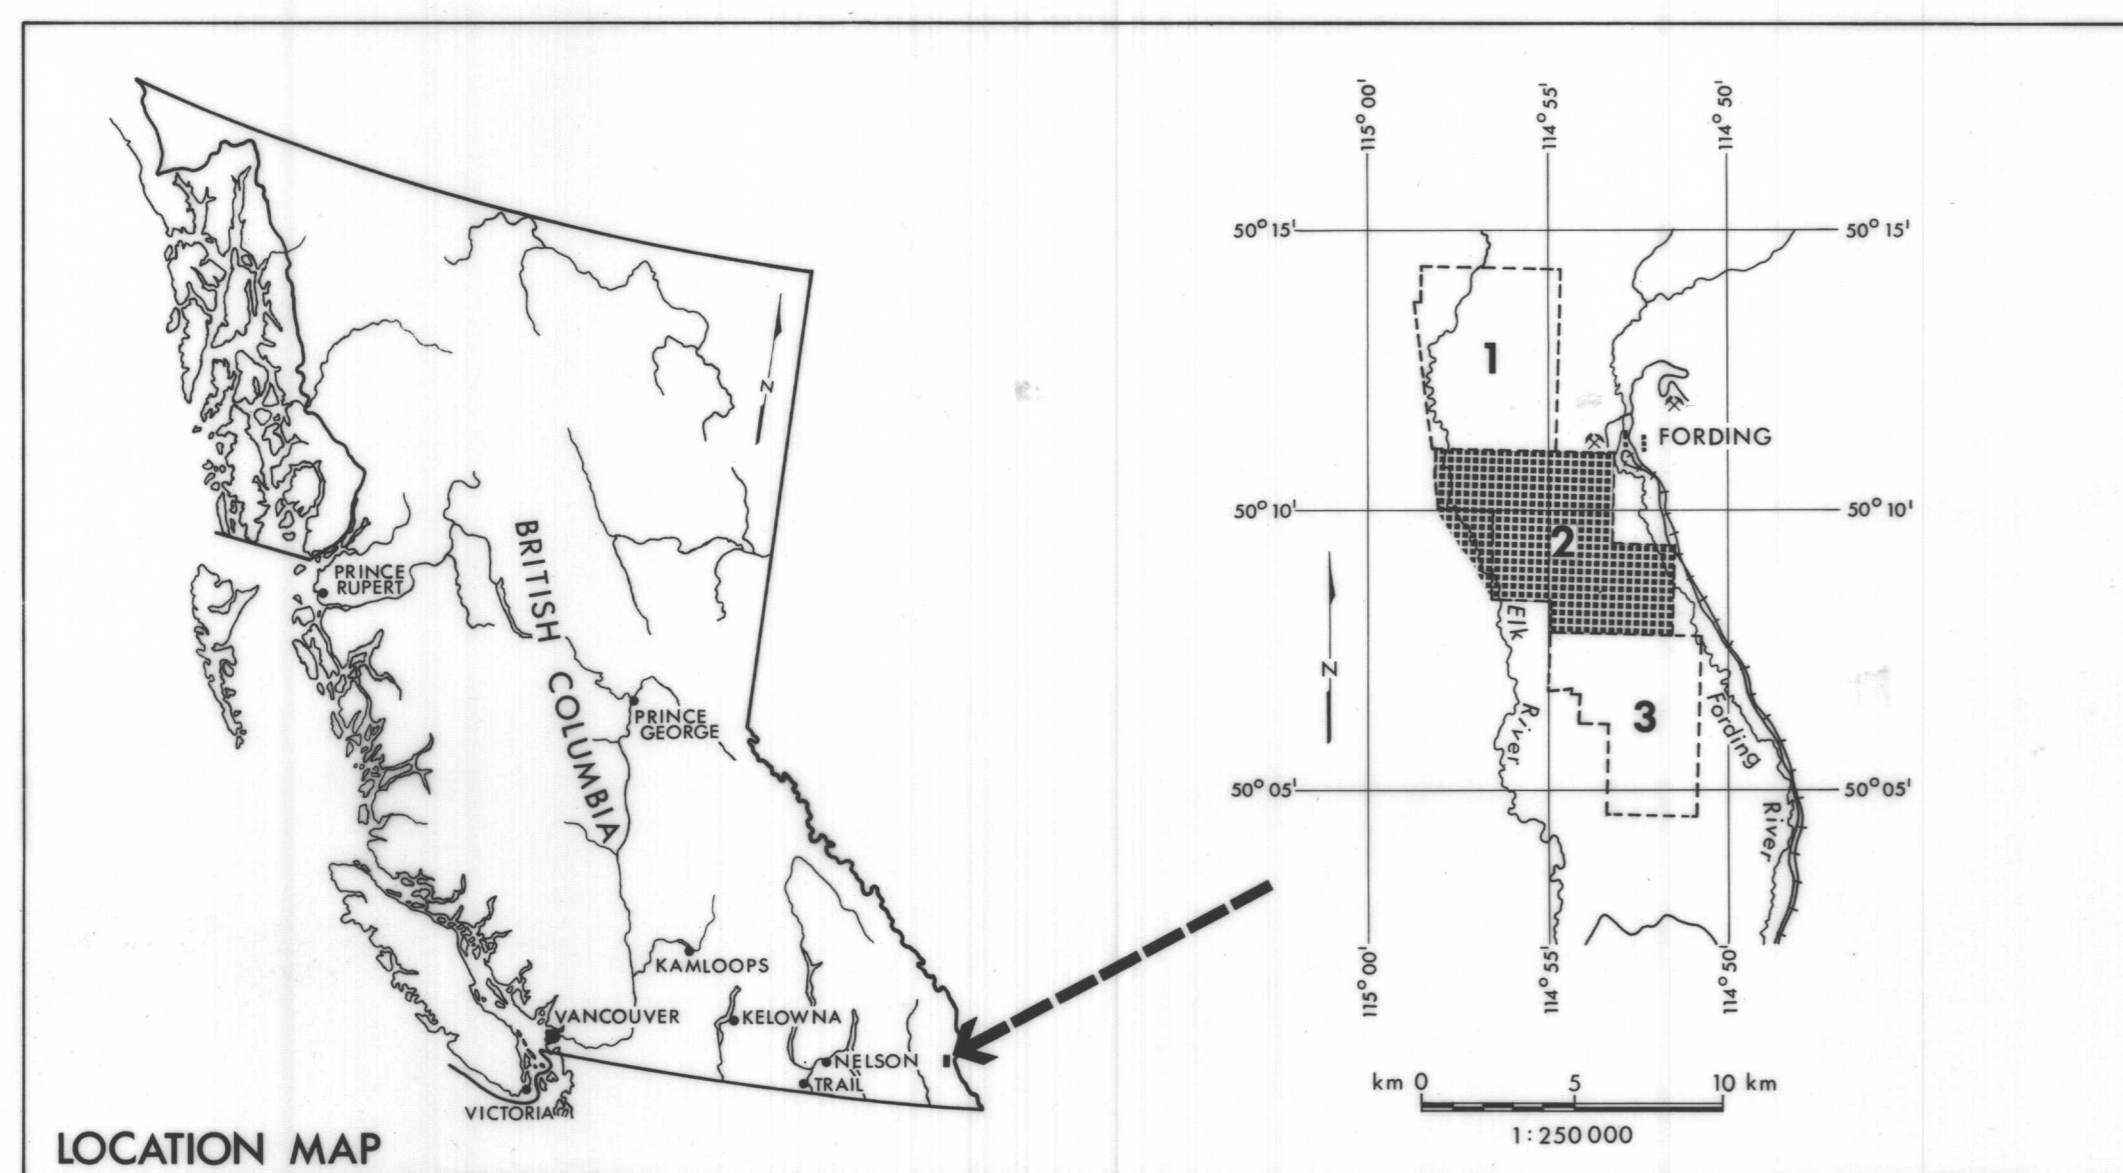 PRINCE
RUPERT
BRITISH
COLUMBIA
PRINCE
GEORGE
KAMLOOPS
VANCOUVER
KELOWNA
NELSON
TRAIL
VICTORIA
N
LOCATION MAP
115° 00'
114° 55'
114° 50'
50° 15'
50° 15'
1
FORDING
50° 10'
50° 10'
2
Elk
River
N
3
Fording
River
50° 05'
50° 05'
115° 00'
114° 55'
114° 50'
km 0 5 10 km
1:250 000